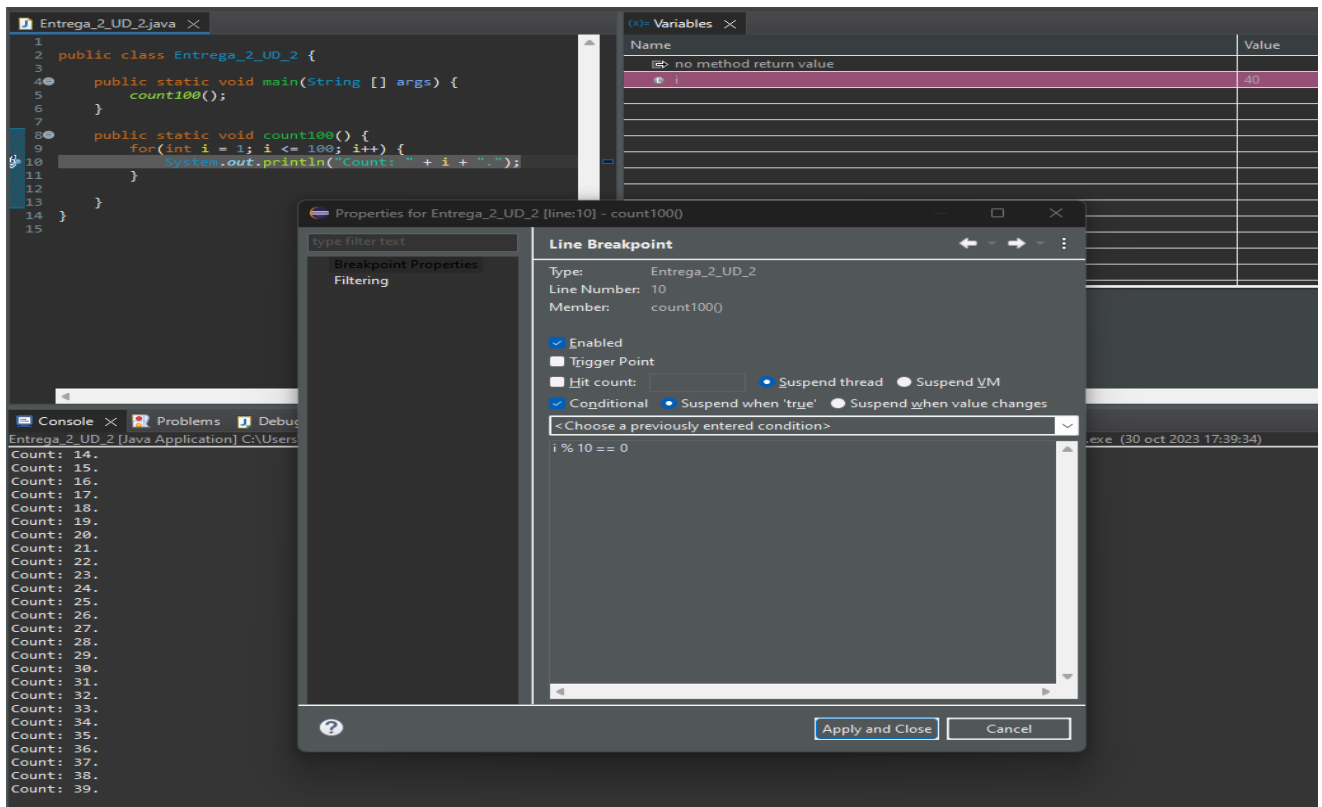 Entrega_2_UD_2.java
1
2 public class Entrega_2_UD_2 {
3
4 public static void main(String [] args) {
5 count100();
6 }
7
8 public static void count100() {
9 for(int i = 1; i <= 100; i++) {
10 System.out.println("Count: " + i + ".");
11 }
12
13 }
14 }
15
(x)= Variables
Name Value
no method return value
i 40
Properties for Entrega_2_UD_2 [line:10] - count100()
type filter text
Breakpoint Properties
Filtering
Line Breakpoint
Type: Entrega_2_UD_2
Line Number: 10
Member: count100()
Enabled
Trigger Point
Hit count: Suspend thread Suspend VM
Conditional Suspend when 'true' Suspend when value changes
<Choose a previously entered condition>
i % 10 == 0
Apply and Close Cancel
Console Problems Debug
Entrega_2_UD_2 [Java Application] C:\Users
.exe (30 oct 2023 17:39:34)
Count: 14.
Count: 15.
Count: 16.
Count: 17.
Count: 18.
Count: 19.
Count: 20.
Count: 21.
Count: 22.
Count: 23.
Count: 24.
Count: 25.
Count: 26.
Count: 27.
Count: 28.
Count: 29.
Count: 30.
Count: 31.
Count: 32.
Count: 33.
Count: 34.
Count: 35.
Count: 36.
Count: 37.
Count: 38.
Count: 39.